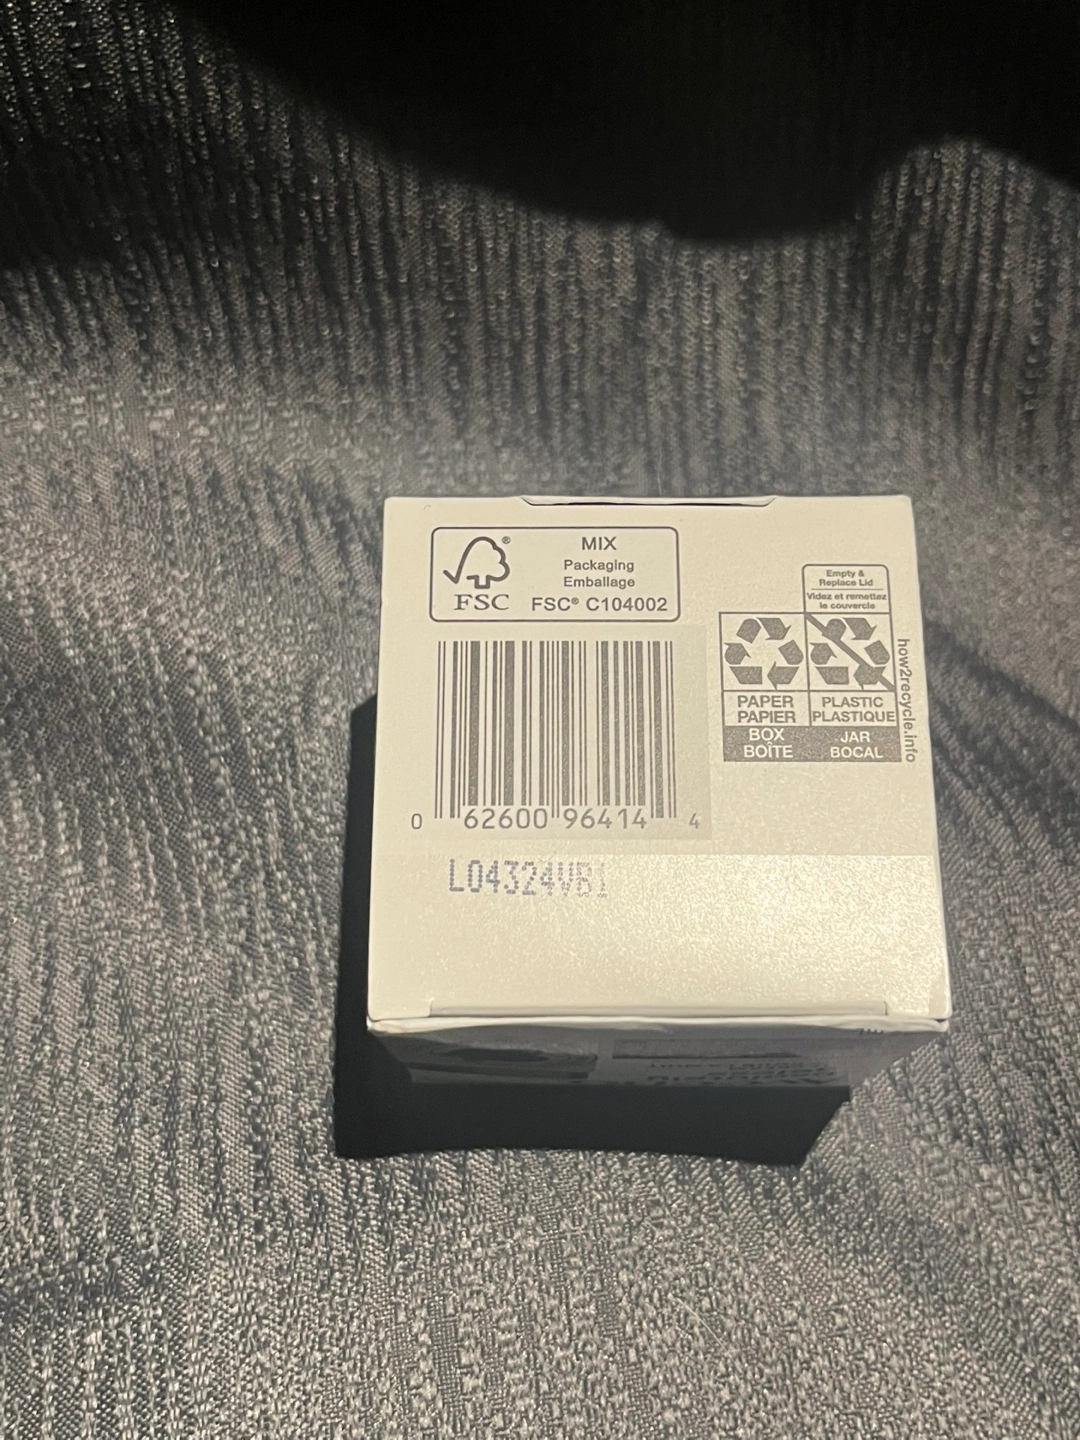 MIX
Packaging
Emballage
FSC® C104002
FSC
Empty &
Replace Lid
Videz et remettez
le couvercle
PAPER
PAPIER
BOX
BOÎTE
PLASTIC
PLASTIQUE
JAR
BOCAL
how2recycle.info
0 62600 96414 4
L04324VB1